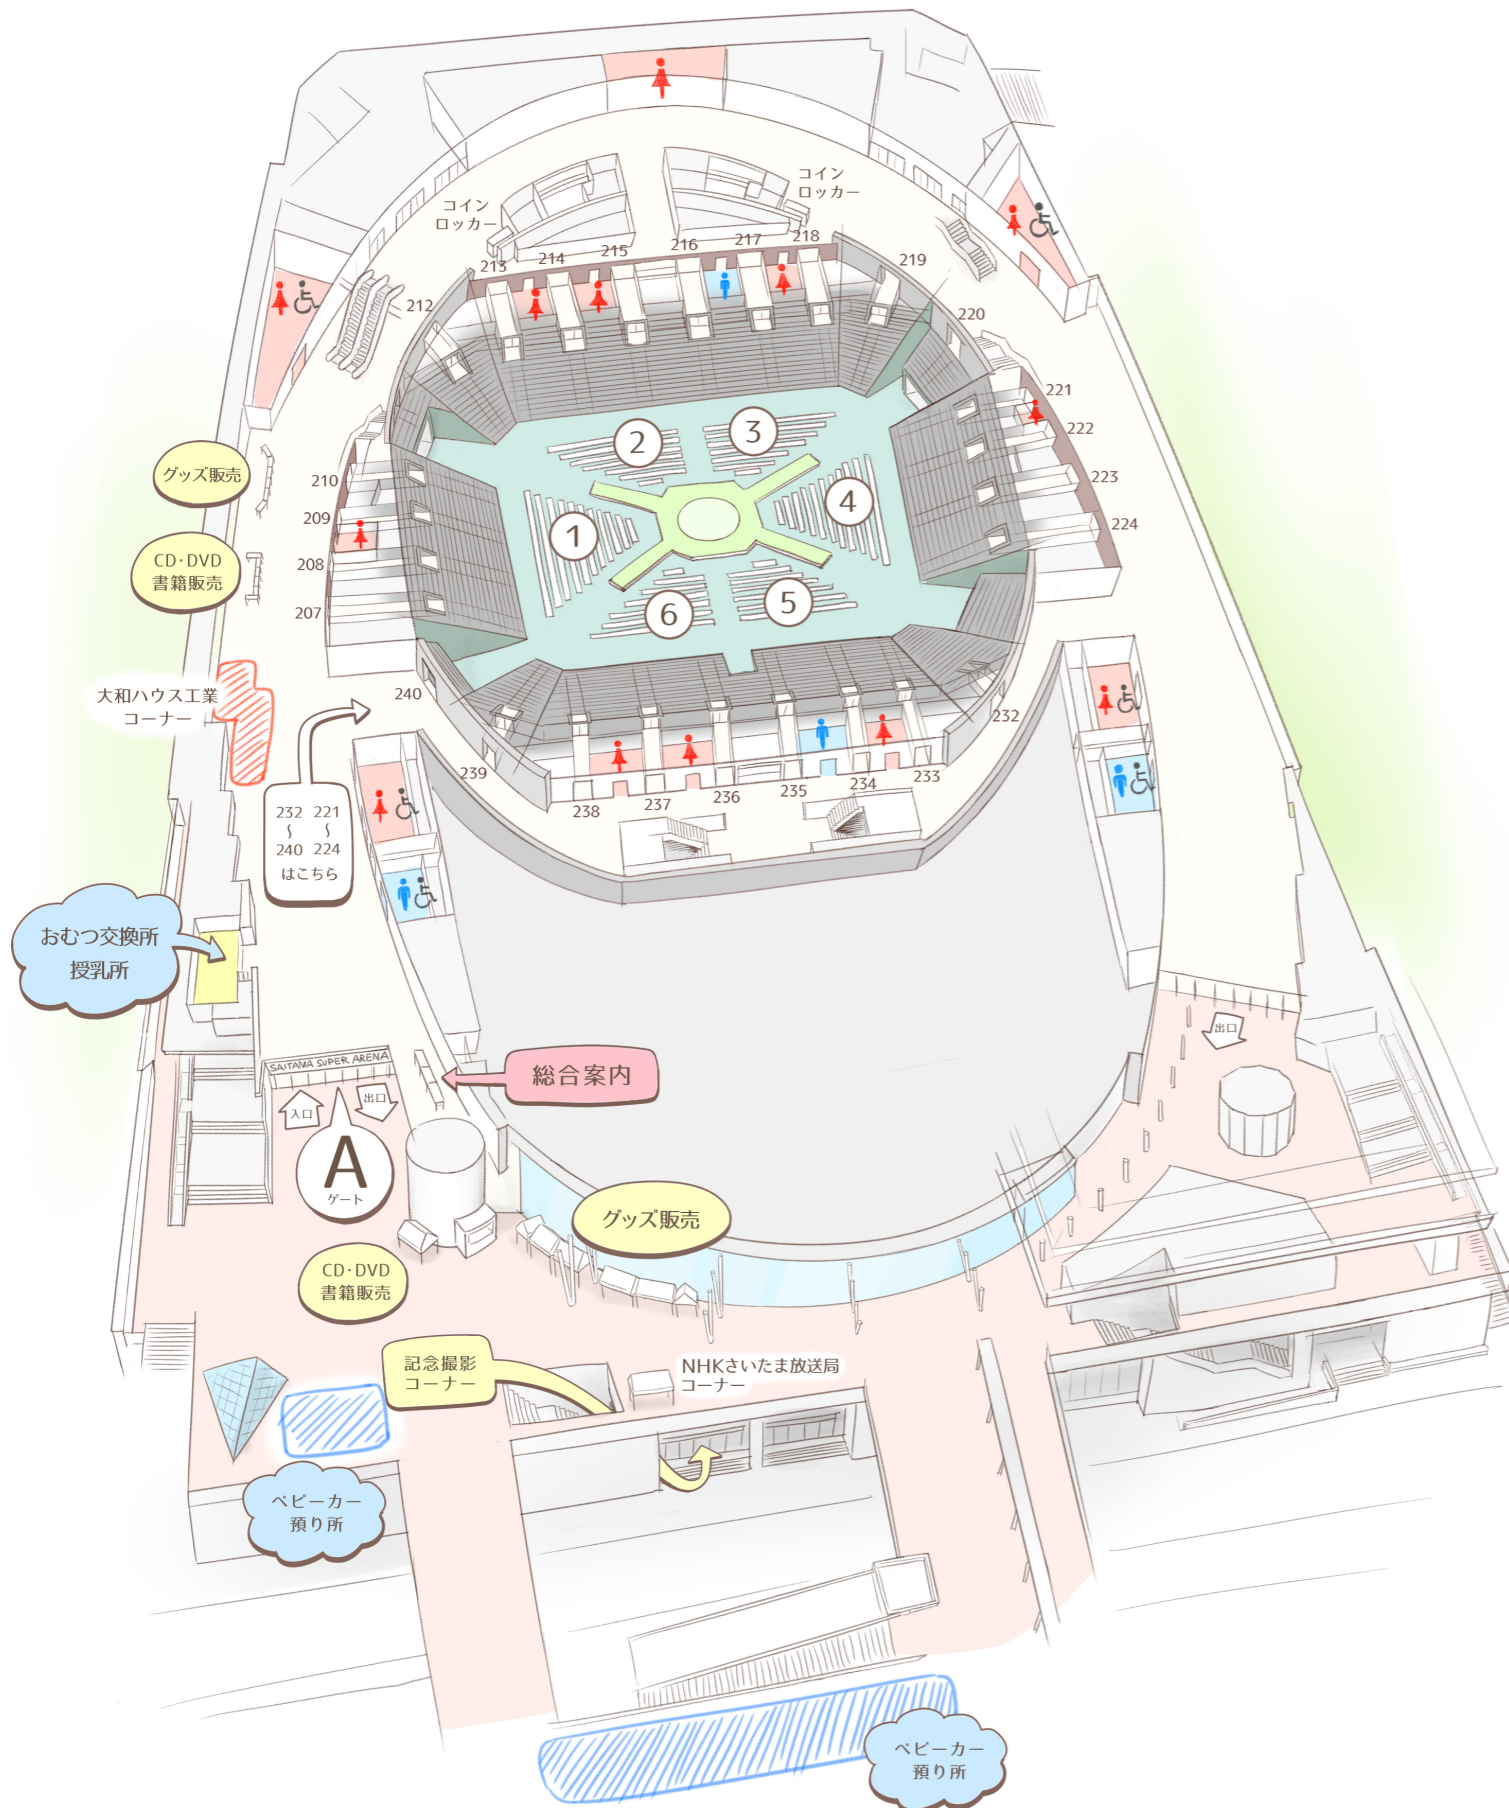 コイン
ロッカー
コイン
ロッカー
212
213
214
215
216
217
218
219
220
221
222
223
224
210
209
208
207
2
3
1
4
6
5
グッズ販売
CD・DVD
書籍販売
大和ハウス工業
コーナー
240
239
238
237
236
235
234
233
232
232 221
〜 〜
240 224
はこちら
おむつ交換所
授乳所
SAITAMA SUPER ARENA
入口
出口
A
ゲート
総合案内
出口
グッズ販売
CD・DVD
書籍販売
記念撮影
コーナー
NHKさいたま放送局
コーナー
ベビーカー
預り所
ベビーカー
預り所